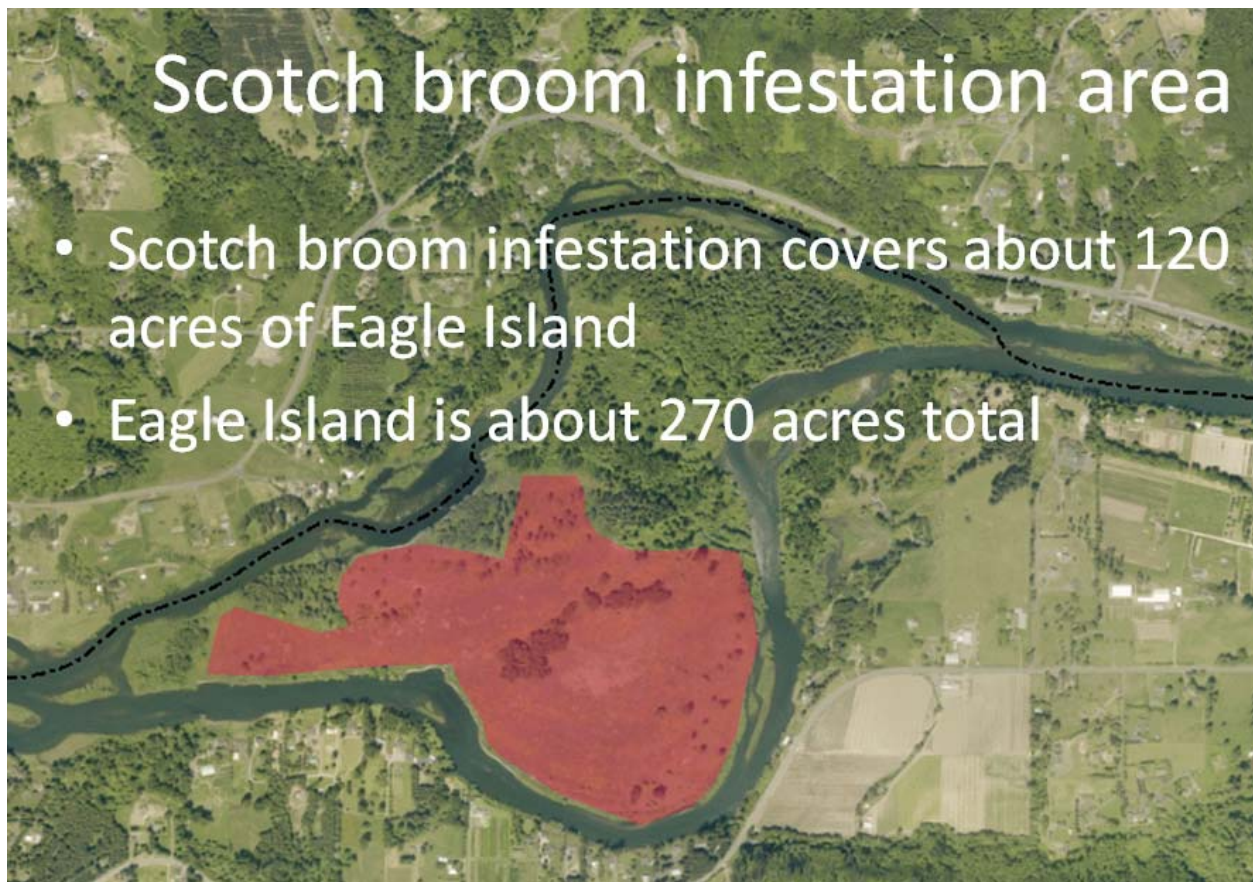 Scotch broom infestation area
• Scotch broom infestation covers about 120
acres of Eagle Island
• Eagle Island is about 270 acres total